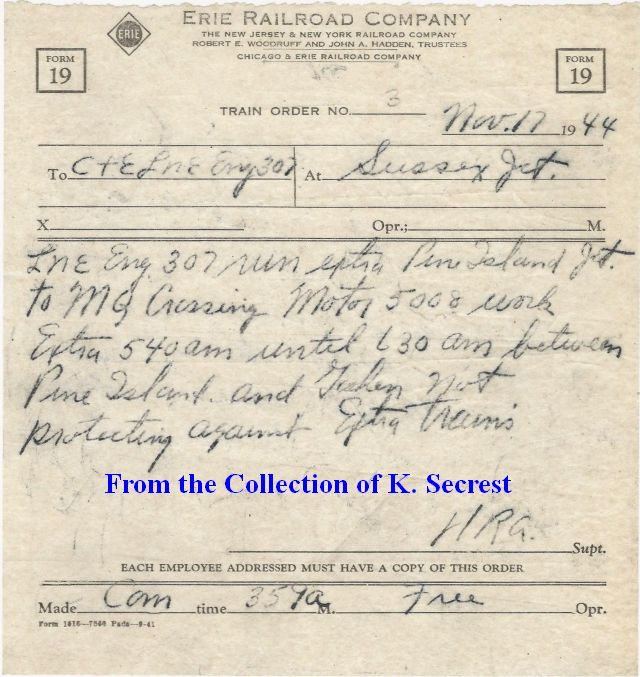 ERIE
ERIE RAILROAD COMPANY
THE NEW JERSEY & NEW YORK RAILROAD COMPANY
ROBERT E. WOODRUFF AND JOHN A. HADDEN, TRUSTEES
CHICAGO & ERIE RAILROAD COMPANY
FORM 19
FORM 19
TRAIN ORDER NO. 3
Nov. 17 1944
To C+E LNE Eng 307 At Sussex Jct.
X Opr.; M.
LNE Eng 307 run extra Pine Island Jct.
to MQ Crossing Motor 5008 work
Extra 540 am until 630 am between
Pine Island and Goshen Not
protecting against Extra Trains
From the Collection of K. Secrest
HRG. Supt.
EACH EMPLOYEE ADDRESSED MUST HAVE A COPY OF THIS ORDER
Made Com time 359a M. Free Opr.
Form 1616—7860 Pads—9-41